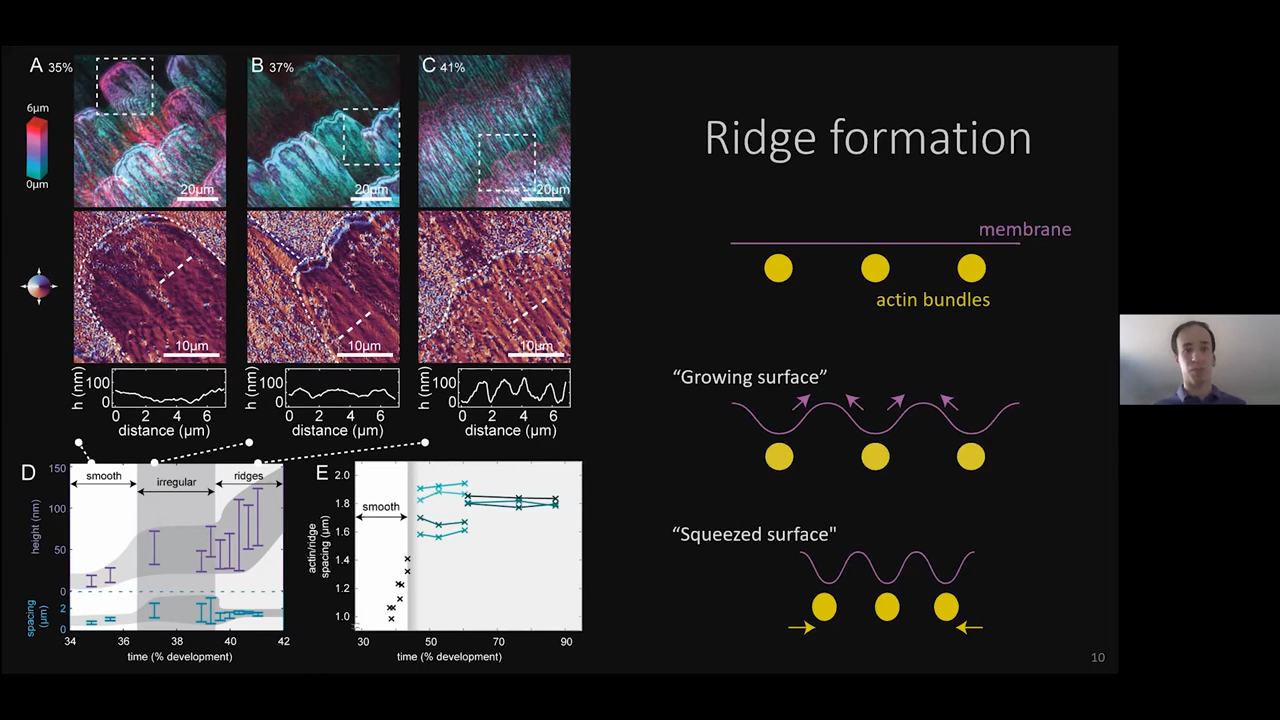 A 35%
B 37%
C 41%
6µm
0µm
20µm
20µm
20µm
10µm
10µm
10µm
h (nm)
100
0
0 2 4 6
distance (µm)
h (nm)
100
0
0 2 4 6
distance (µm)
h (nm)
100
0
0 2 4 6
distance (µm)
D
smooth
irregular
ridges
150
100
50
0
height (nm)
2
0
spacing
(µm)
34 36 38 40 42
time (% development)
E
smooth
2.0
1.8
1.6
1.4
1.2
1.0
actin/ridge
spacing (µm)
30 50 70 90
time (% development)
Ridge formation
membrane
actin bundles
“Growing surface”
“Squeezed surface"
10